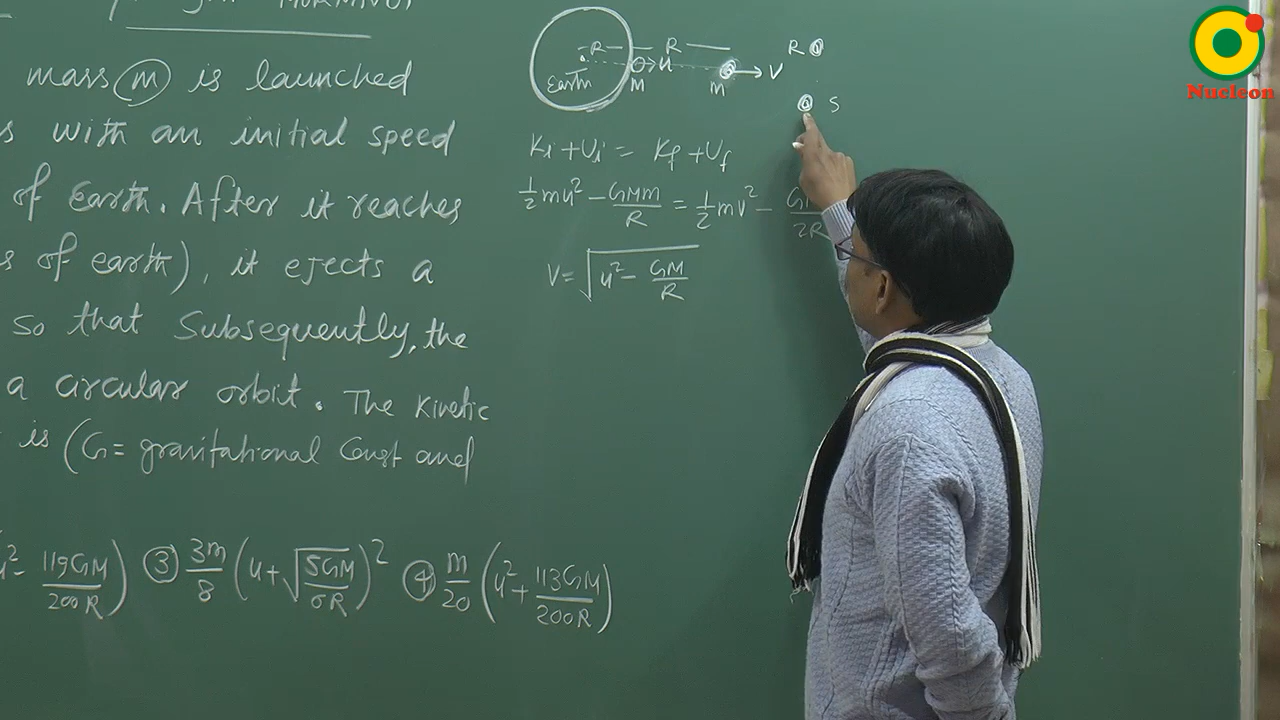 mass m is launched
s with an initial speed
of Earth. After it reaches
s of earth), it ejects a
so that Subsequently, the
a circular orbit. The Kinetic
is (G = gravitational Const and
u² - 119GM/200R) ③ 3m/8 (u + √(5GM/6R))² ④ m/20 (u² + 113GM/200R)
R R R
Earth M u m V
S
Ki + Ui = Kf + Uf
½mu² - GMm/R = ½mv² - G 2R
V = √(u² - GM/R)
Nucleon